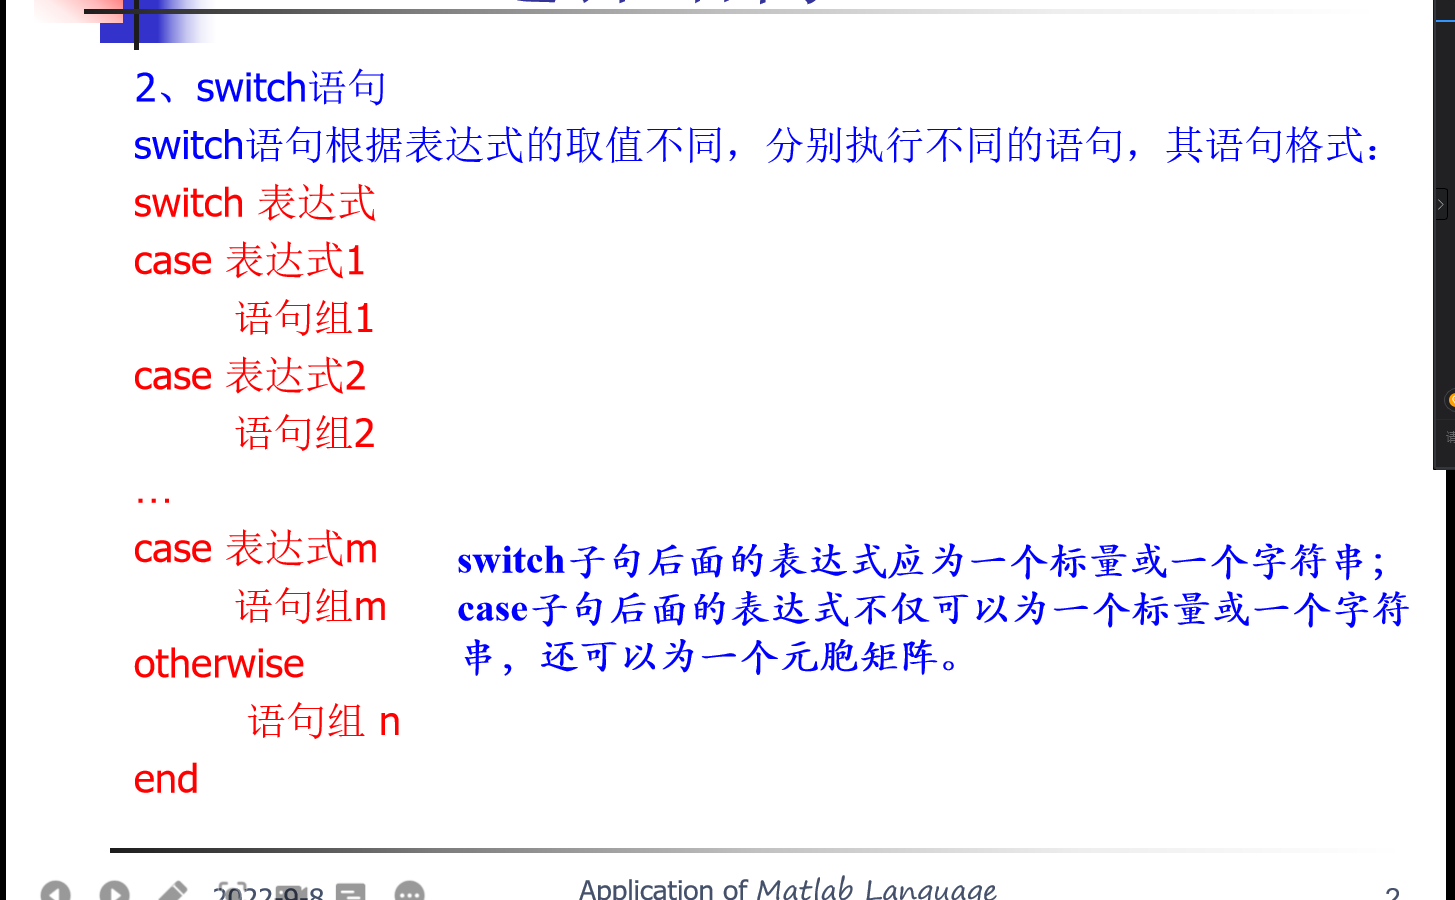 2、switch语句
switch语句根据表达式的取值不同，分别执行不同的语句，其语句格式：
switch 表达式
case 表达式1
语句组1
case 表达式2
语句组2
…
case 表达式m
语句组m
otherwise
语句组 n
end
switch子句后面的表达式应为一个标量或一个字符串；
case子句后面的表达式不仅可以为一个标量或一个字符
串，还可以为一个元胞矩阵。
2022-9-8
Application of Matlab Language
2